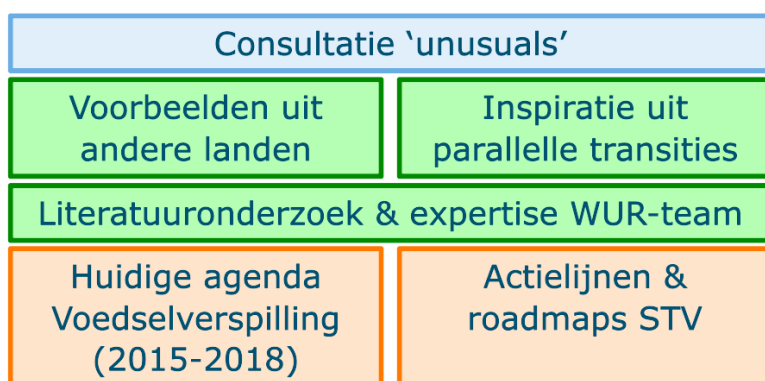 Consultatie ‘unusuals’
Voorbeelden uit
andere landen
Inspiratie uit
parallelle transities
Literatuuronderzoek & expertise WUR-team
Huidige agenda
Voedselverspilling
(2015-2018)
Actielijnen &
roadmaps STV